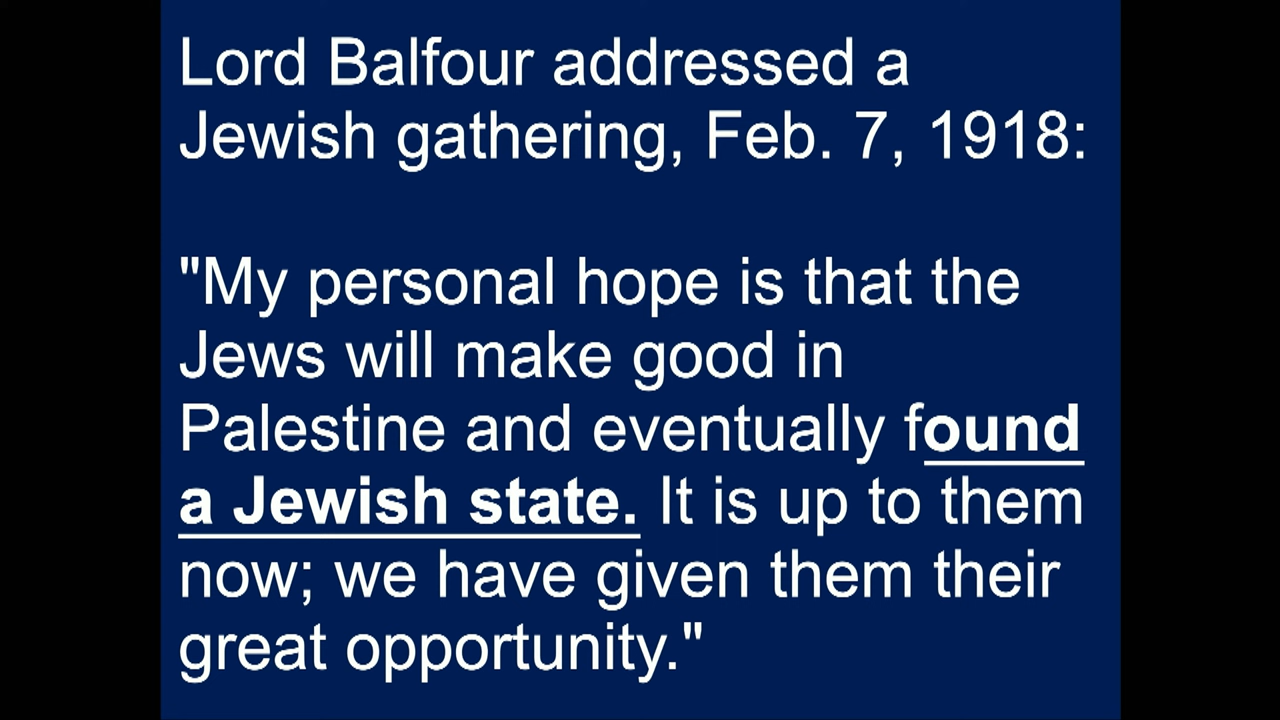 Lord Balfour addressed a
Jewish gathering, Feb. 7, 1918:
"My personal hope is that the
Jews will make good in
Palestine and eventually found
a Jewish state. It is up to them
now; we have given them their
great opportunity."